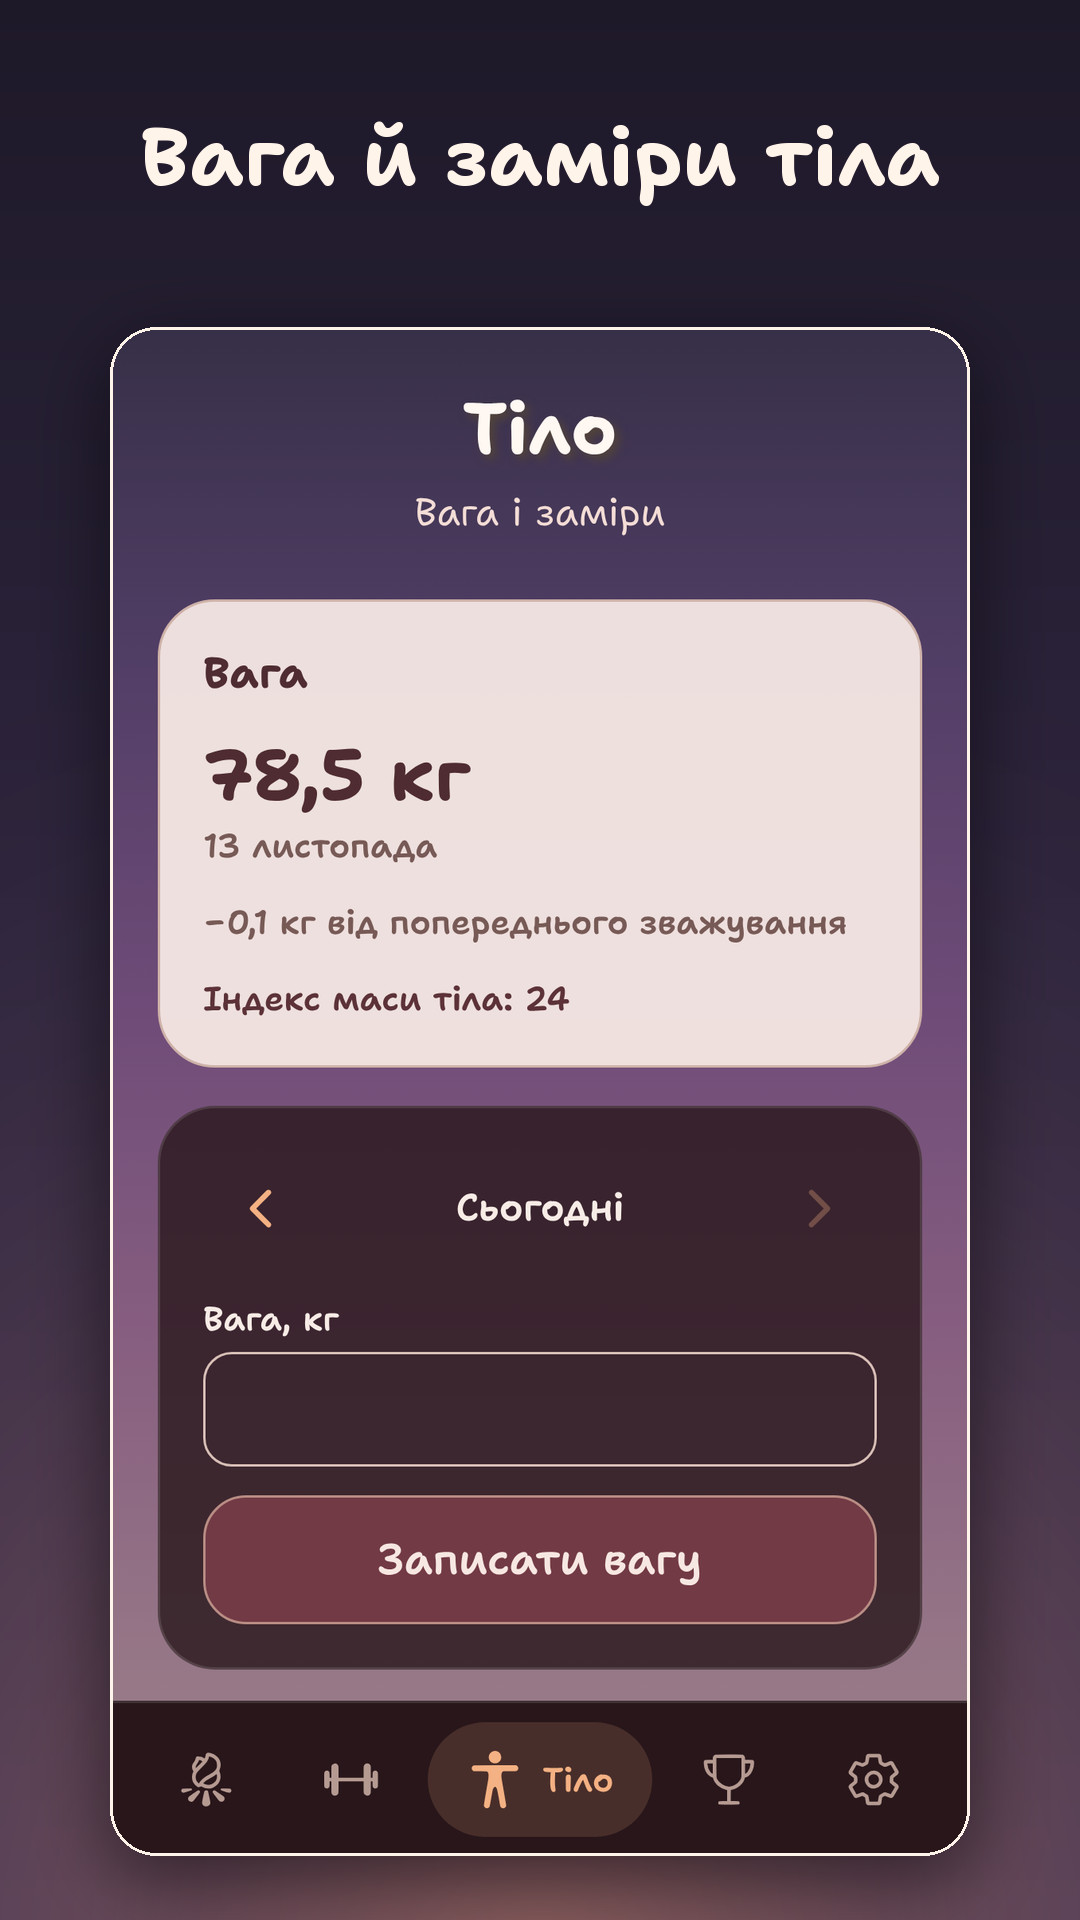 Вага й заміри тіла
Тіло
Вага і заміри
Вага
78,5 кг
13 листопада
−0,1 кг від попереднього зважування
Індекс маси тіла: 24
Сьогодні
Вага, кг
Записати вагу
Тіло